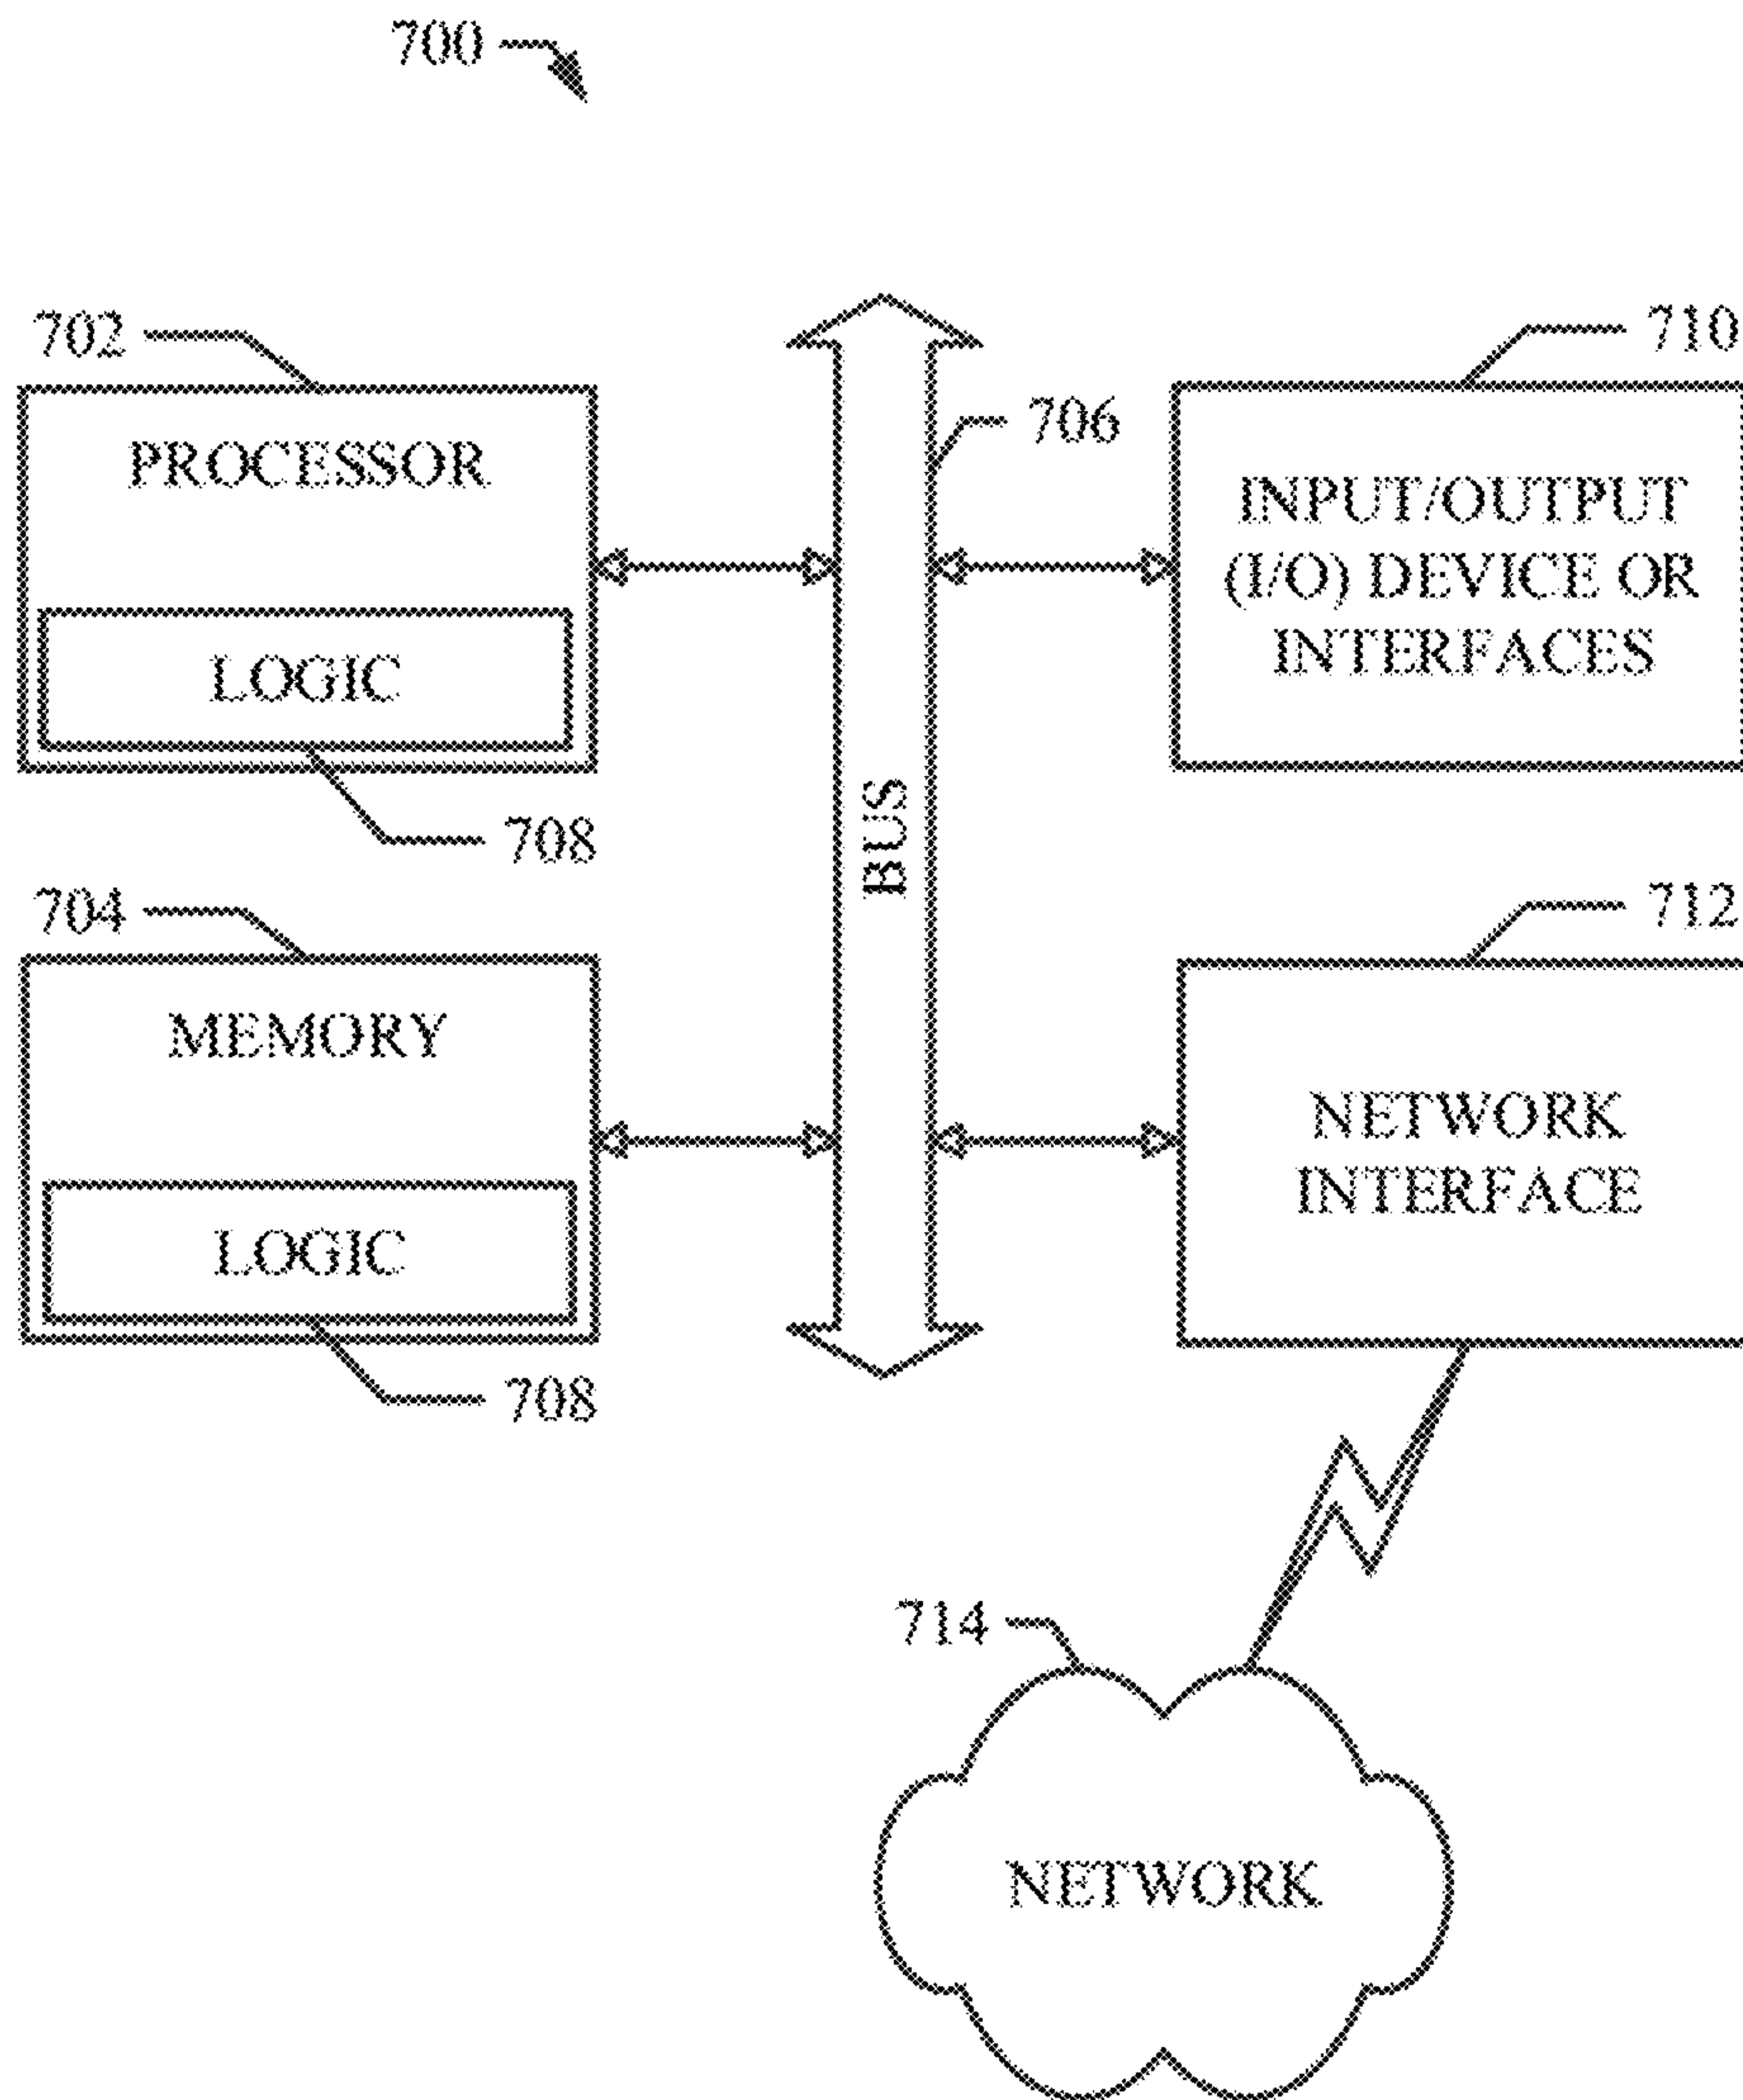 700
702
710
706
PROCESSOR
INPUT/OUTPUT
(I/O) DEVICE OR
INTERFACES
LOGIC
708
BUS
704
712
MEMORY
NETWORK
INTERFACE
LOGIC
708
714
NETWORK